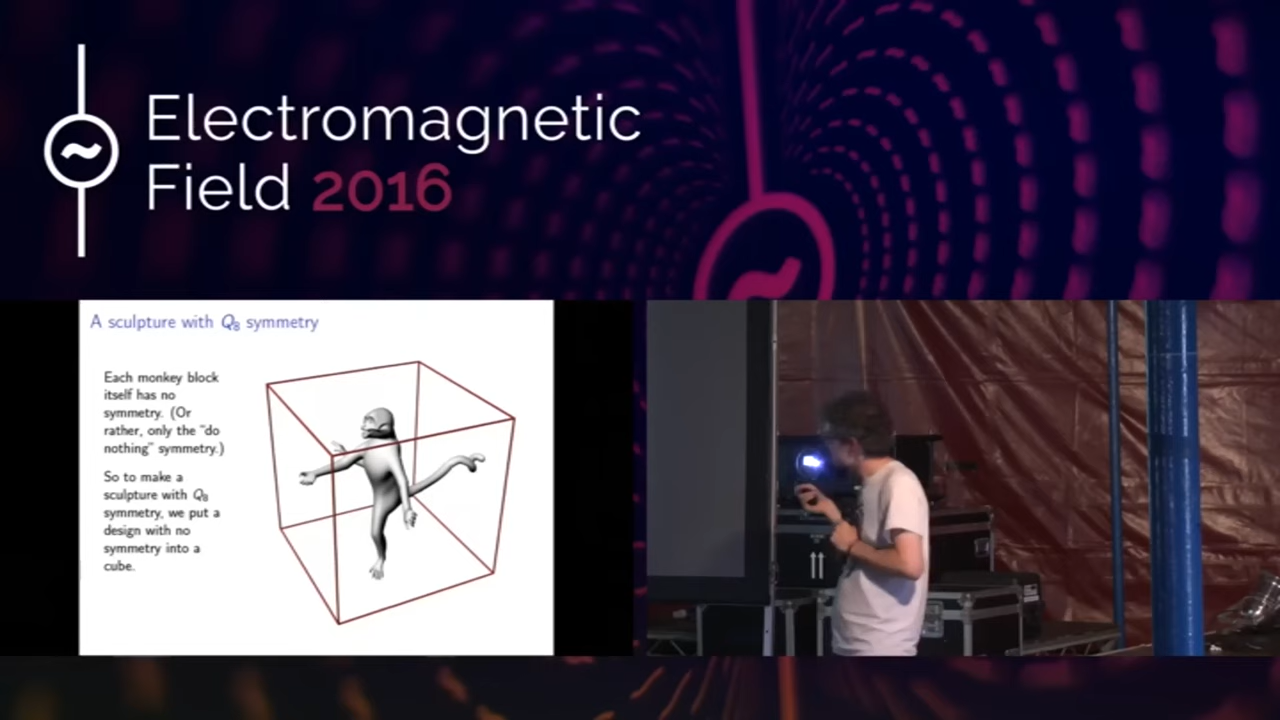 Electromagnetic
Field 2016
A sculpture with Q8 symmetry
Each monkey block
itself has no
symmetry. (Or
rather, only the "do
nothing" symmetry.)
So to make a
sculpture with Q8
symmetry, we put a
design with no
symmetry into a
cube.